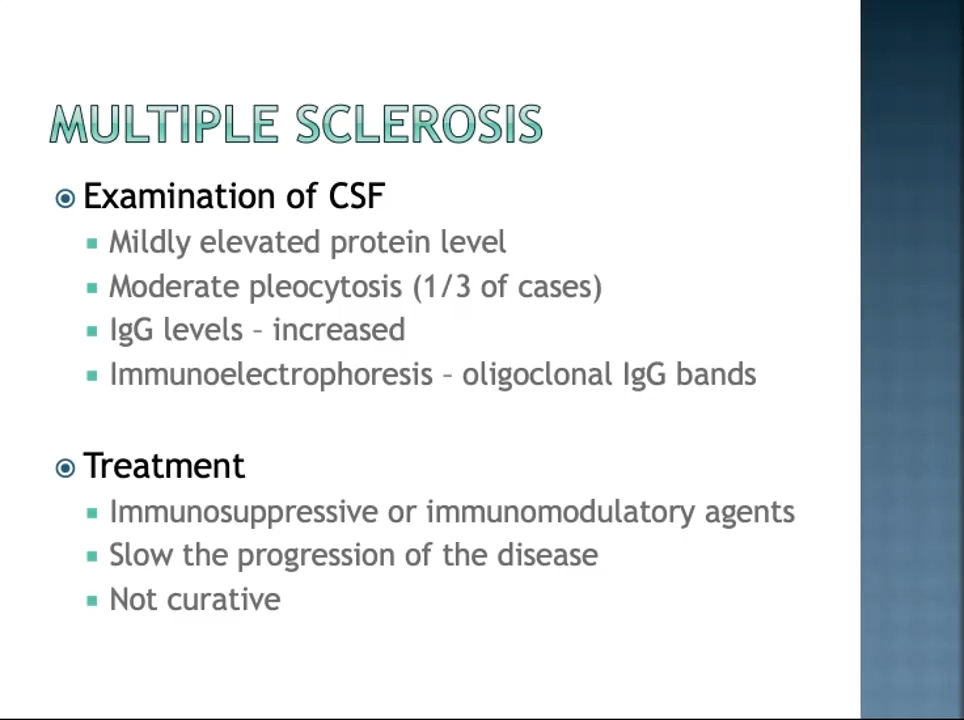 MULTIPLE SCLEROSIS
Examination of CSF
Mildly elevated protein level
Moderate pleocytosis (1/3 of cases)
IgG levels – increased
Immunoelectrophoresis – oligoclonal IgG bands
Treatment
Immunosuppressive or immunomodulatory agents
Slow the progression of the disease
Not curative